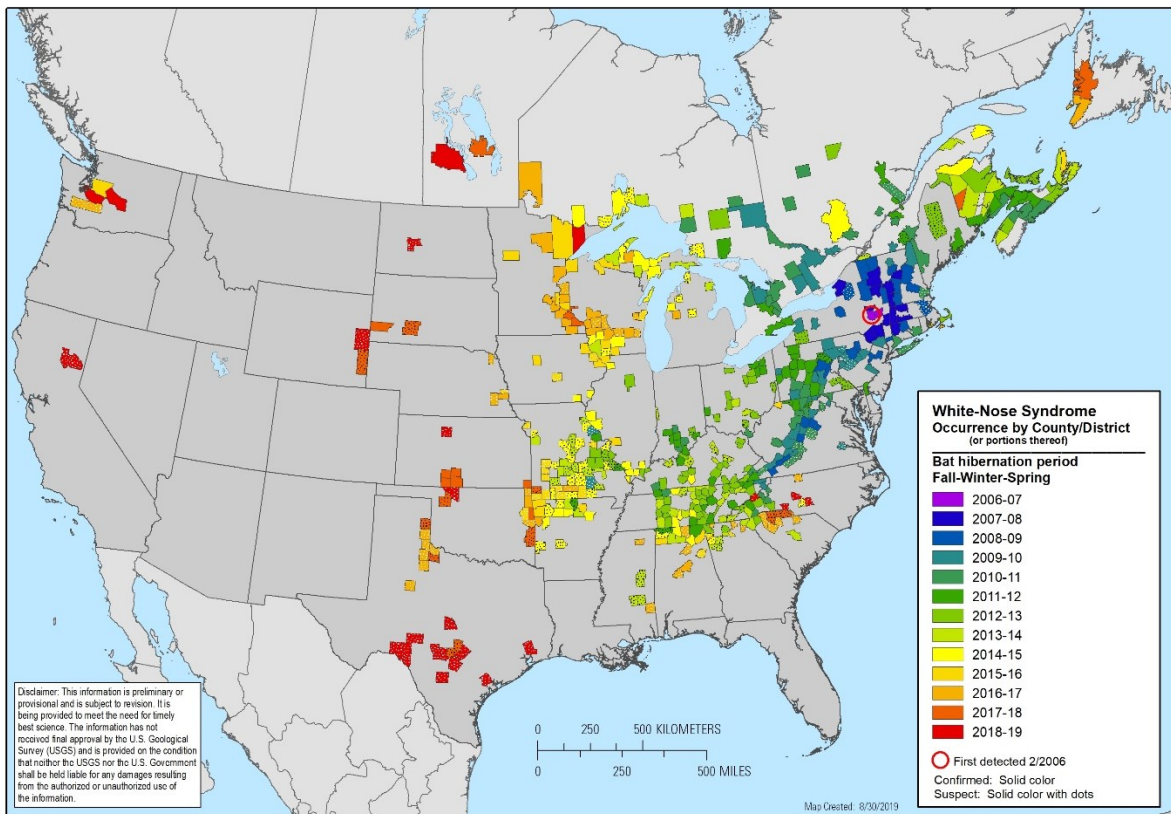 White-Nose Syndrome
Occurrence by County/District
(or portions thereof)
Bat hibernation period
Fall-Winter-Spring
2006-07
2007-08
2008-09
2009-10
2010-11
2011-12
2012-13
2013-14
2014-15
2015-16
2016-17
2017-18
2018-19
First detected 2/2006
Confirmed: Solid color
Suspect: Solid color with dots
Disclaimer: This information is preliminary or
provisional and is subject to revision. It is
being provided to meet the need for timely
best science. The information has not
received final approval by the U.S. Geological
Survey (USGS) and is provided on the condition
that neither the USGS nor the U.S. Government
shall be held liable for any damages resulting
from the authorized or unauthorized use of
the information.
0 250 500 KILOMETERS
0 250 500 MILES
Map Created: 8/30/2019